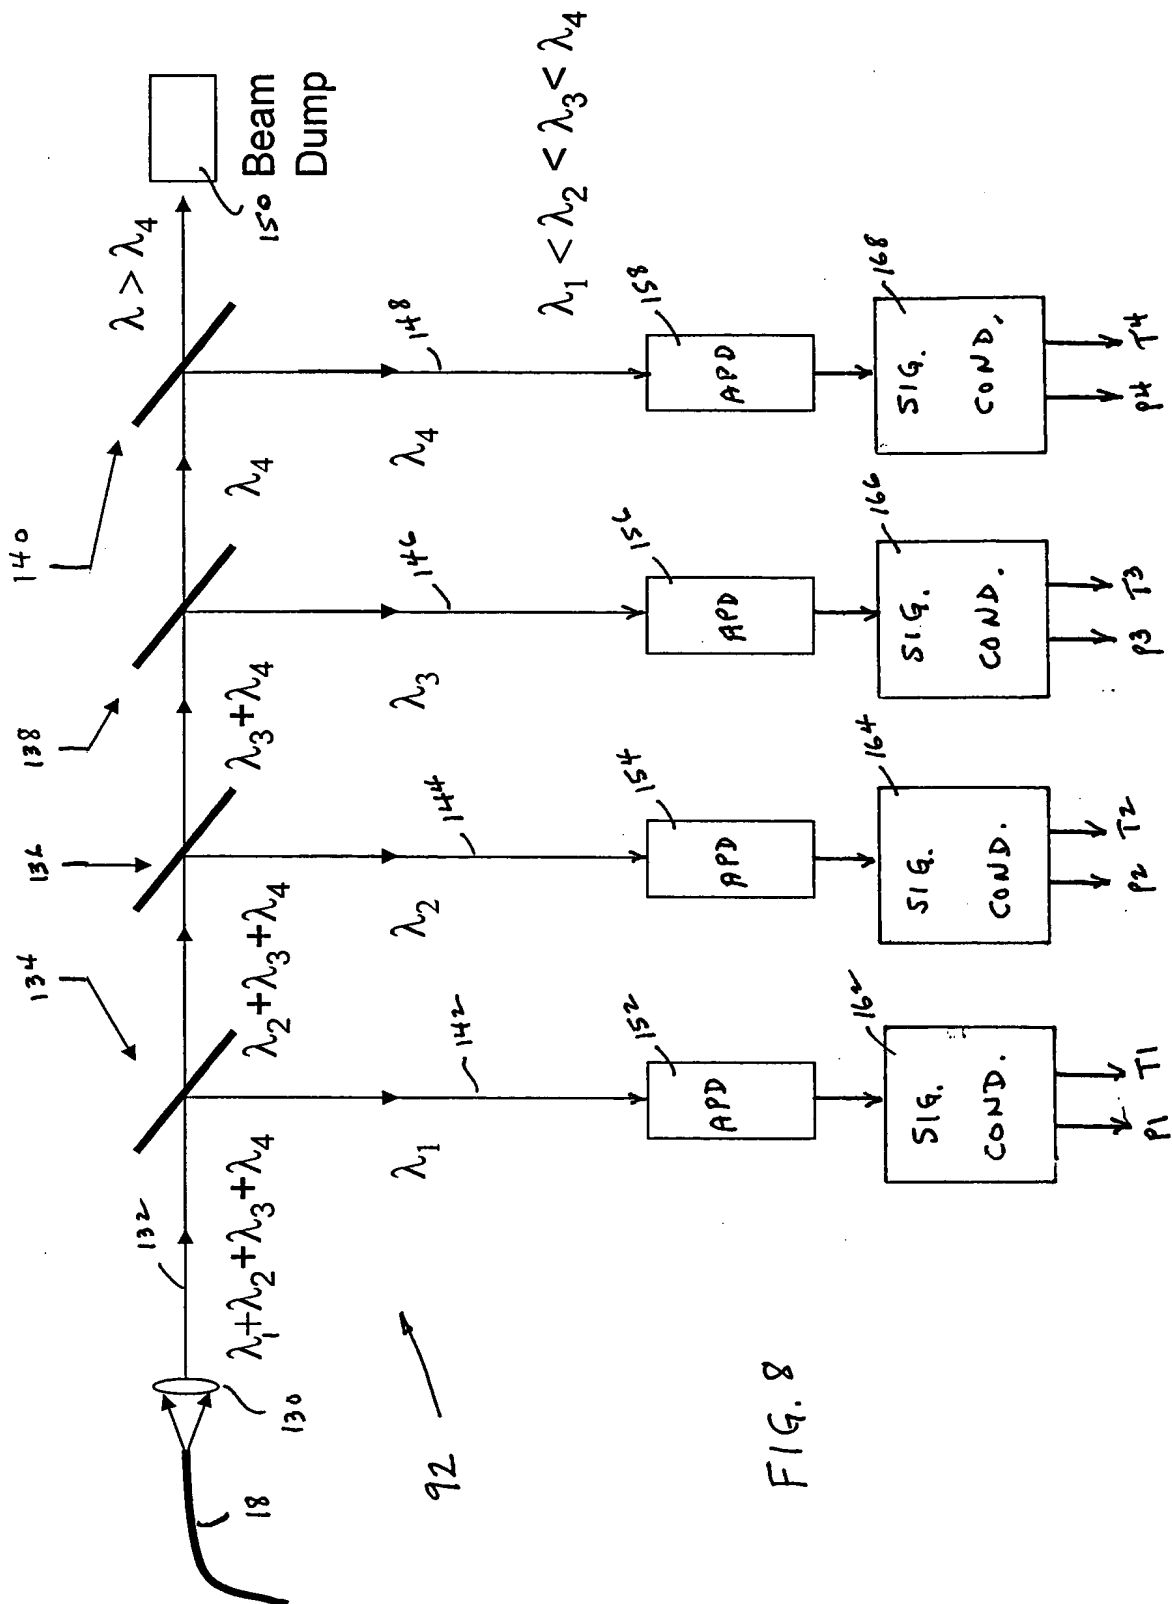 140
138
136
134
132
λ > λ4
λ4
λ3+λ4
λ2+λ3+λ4
λ1+λ2+λ3+λ4
150
Beam
Dump
130
18
148
146
144
142
λ4
λ3
λ2
λ1
λ1 < λ2 < λ3 < λ4
92
152
APD
154
APD
156
APD
158
APD
162
SIG.
COND.
164
SIG.
COND.
166
SIG.
COND.
168
SIG.
COND.
P1 T1
P2 T2
P3 T3
P4 T4
FIG. 8